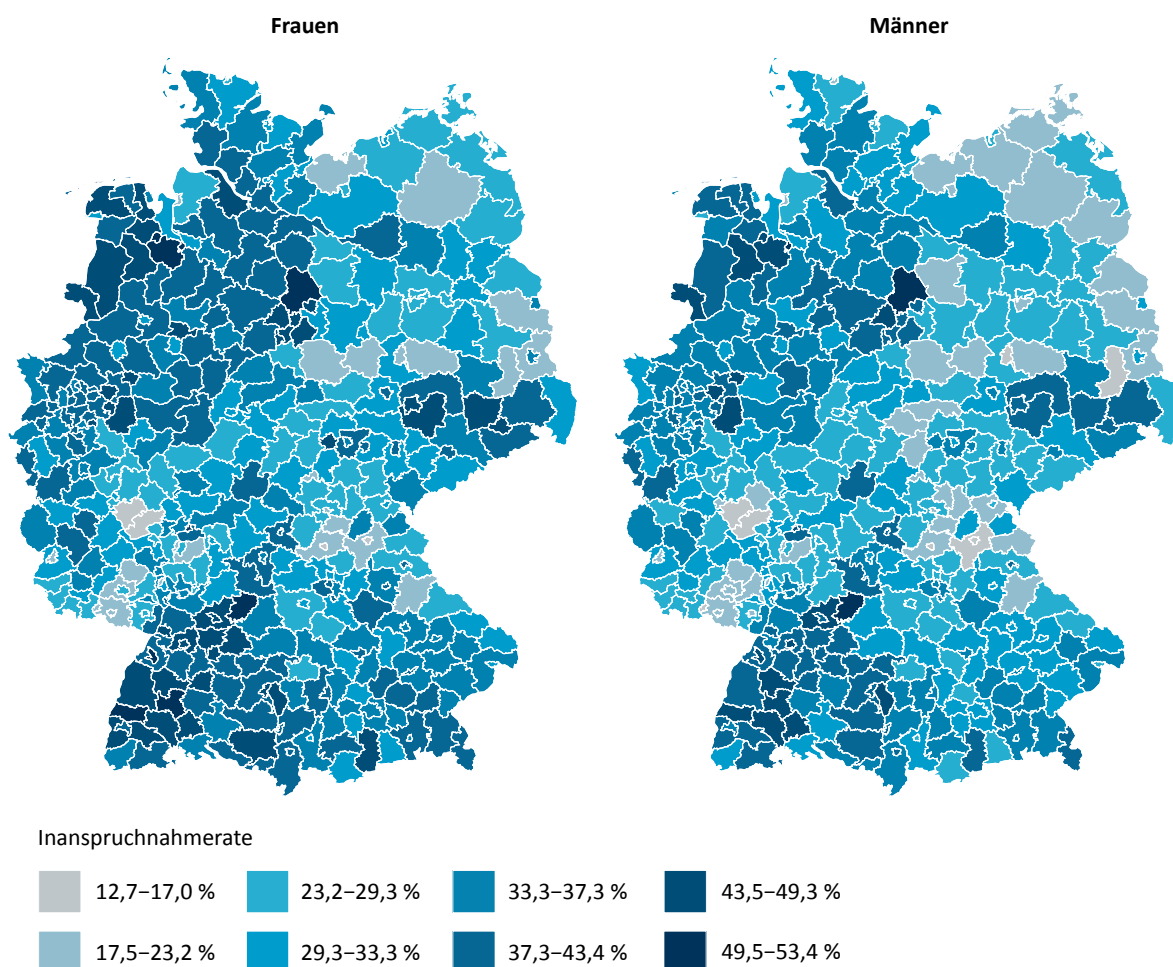 Frauen Männer
Inanspruchnahmerate
12,7–17,0 % 23,2–29,3 % 33,3–37,3 % 43,5–49,3 %
17,5–23,2 % 29,3–33,3 % 37,3–43,4 % 49,5–53,4 %